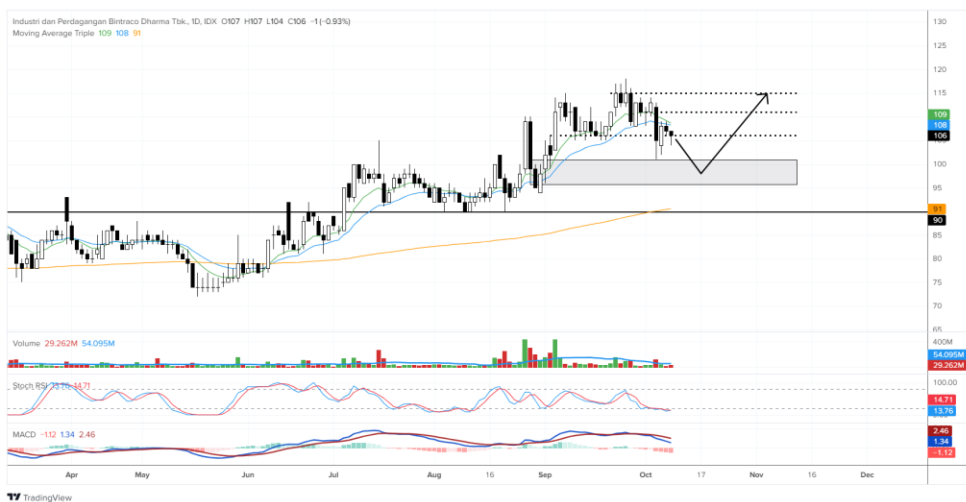 Industri dan Perdagangan Bintraco Dharma Tbk., 1D, IDX O107 H107 L104 C106 -1 (-0.93%)
Moving Average Triple 109 108 91
130
125
120
115
109
108
106
100
95
91
90
85
80
75
70
65
Volume 29.262M 54.095M
400M
54.095M
29.262M
Stoch RSI 13.76 14.71
100.00
14.71
13.76
MACD -1.12 1.34 2.46
2.46
1.34
-1.12
Apr May Jun Jul Aug 16 Sep Oct 17 Nov 16 Dec
TradingView